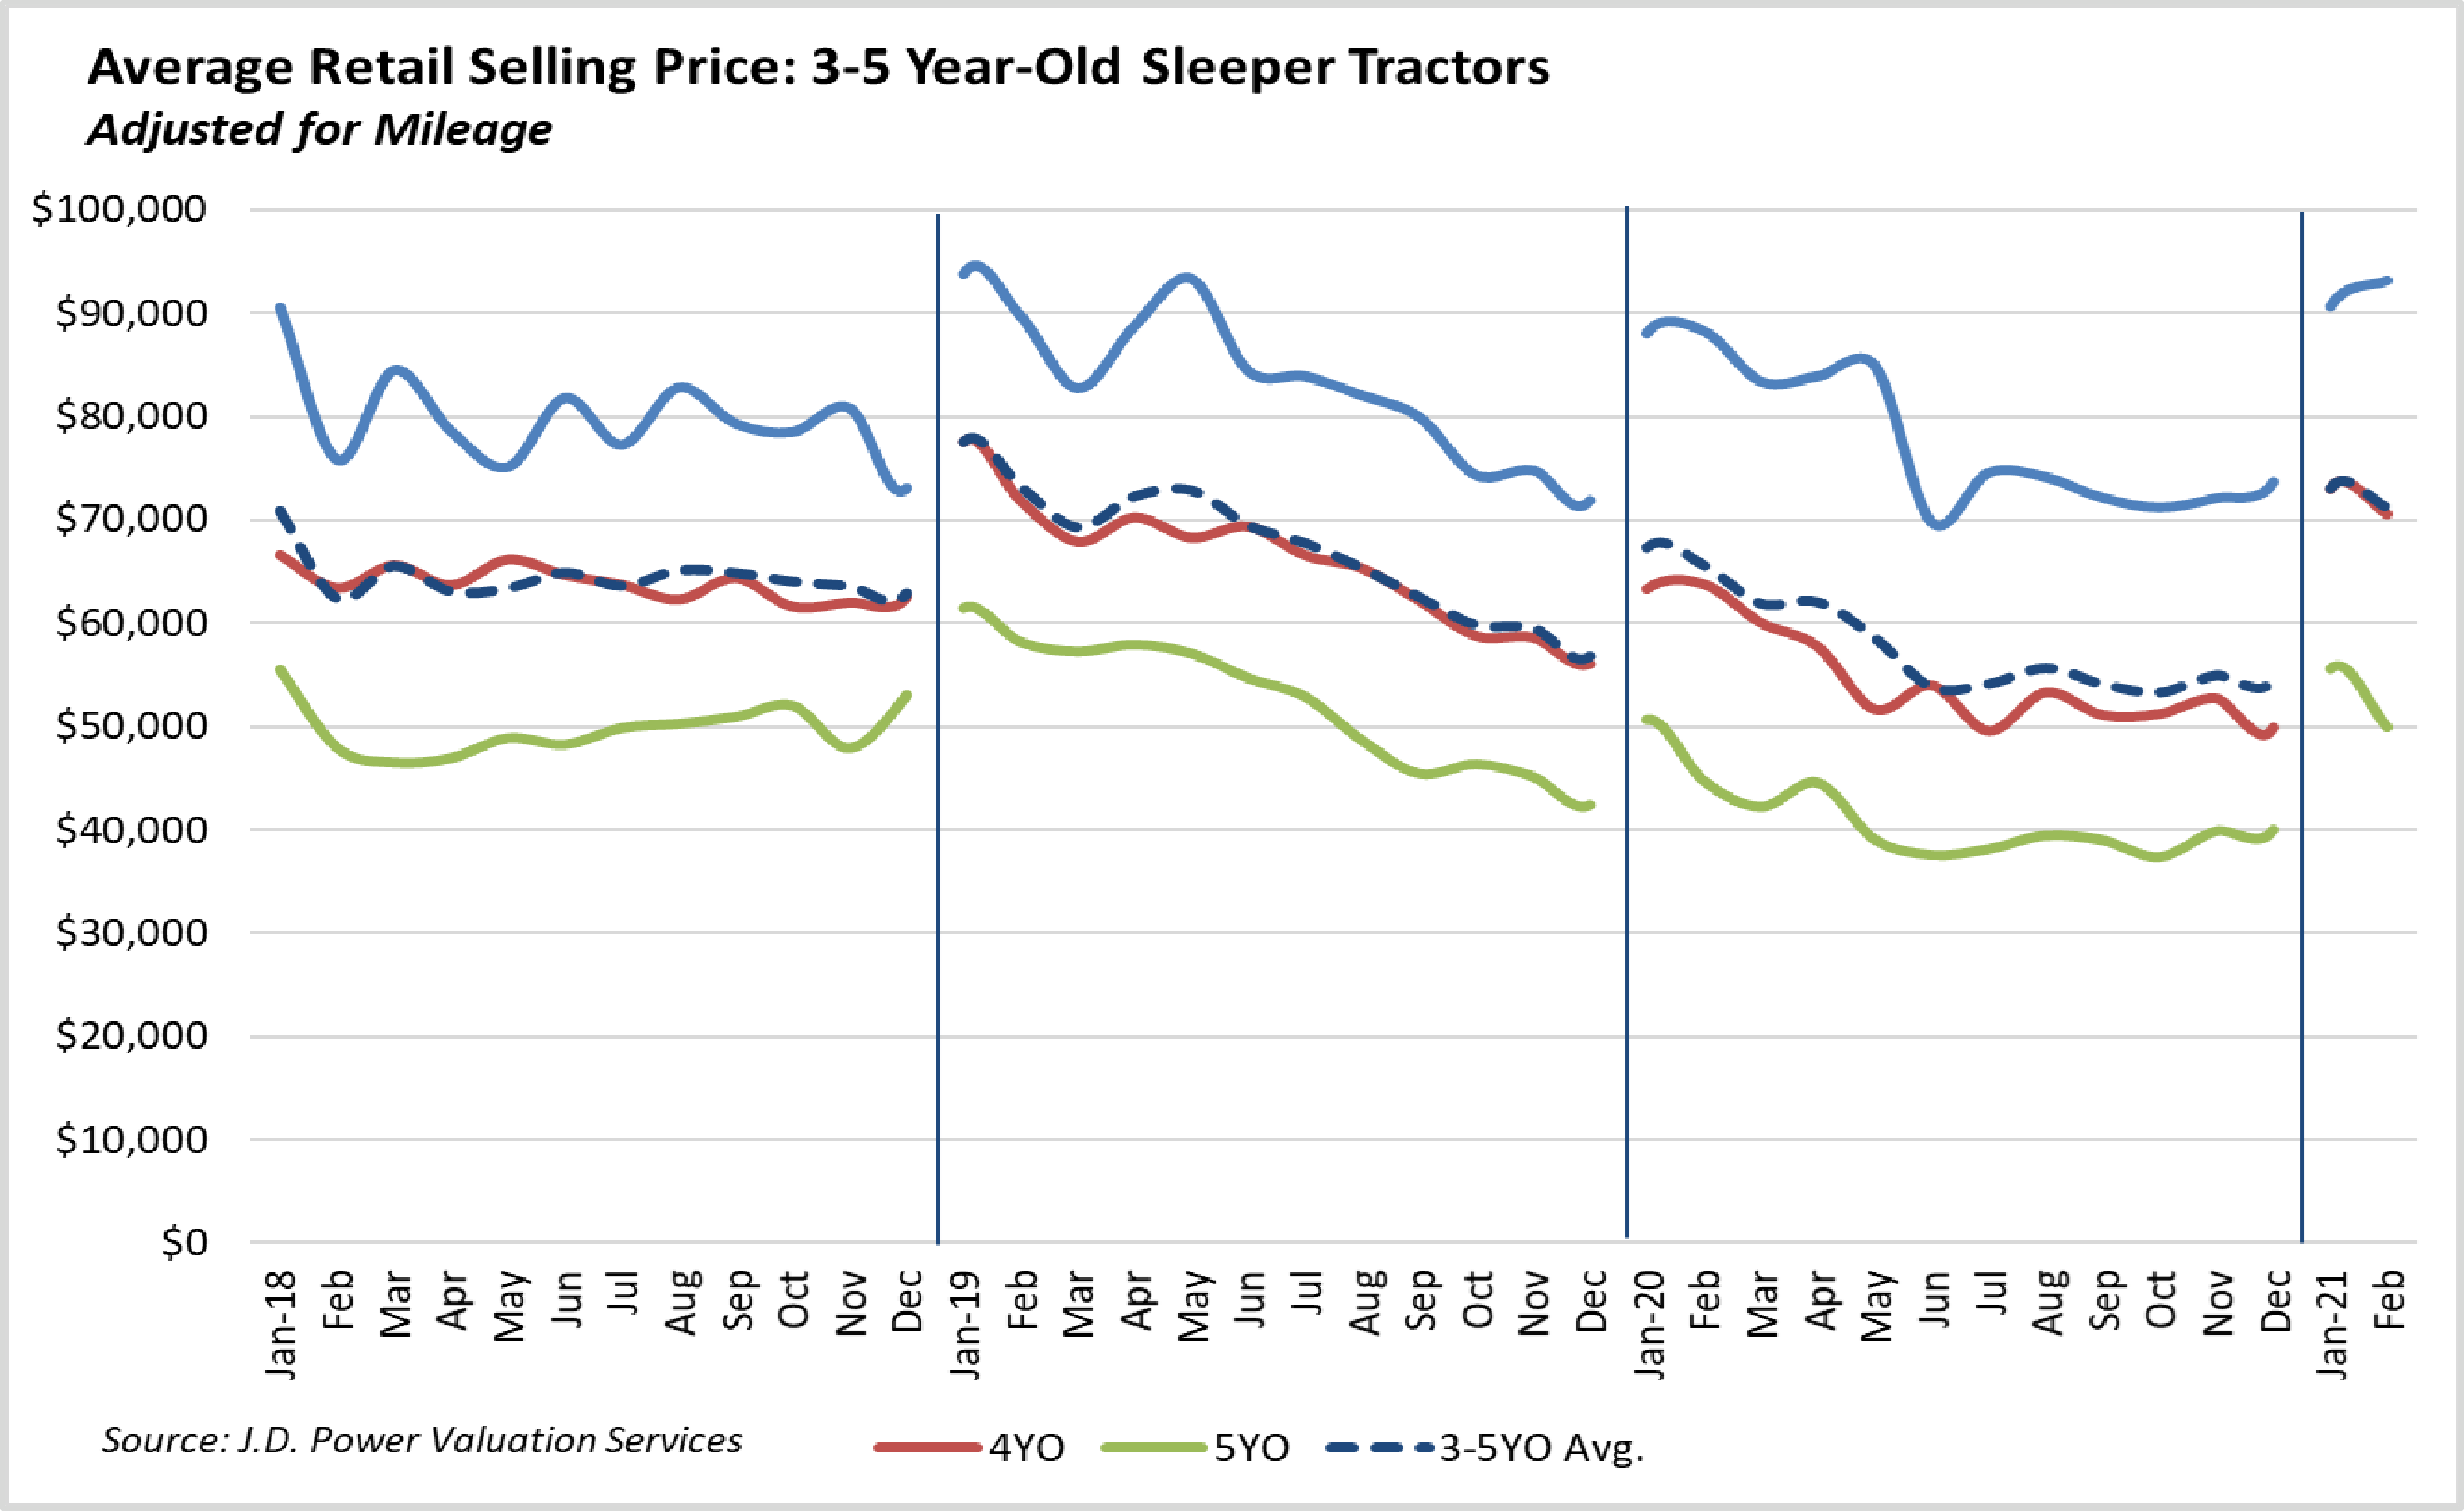 Average Retail Selling Price: 3-5 Year-Old Sleeper Tractors
Adjusted for Mileage
$100,000
$90,000
$80,000
$70,000
$60,000
$50,000
$40,000
$30,000
$20,000
$10,000
$0
Jan-18
Feb
Mar
Apr
May
Jun
Jul
Aug
Sep
Oct
Nov
Dec
Jan-19
Feb
Mar
Apr
May
Jun
Jul
Aug
Sep
Oct
Nov
Dec
Jan-20
Feb
Mar
Apr
May
Jun
Jul
Aug
Sep
Oct
Nov
Dec
Jan-21
Feb
Source: J.D. Power Valuation Services
4YO
5YO
3-5YO Avg.